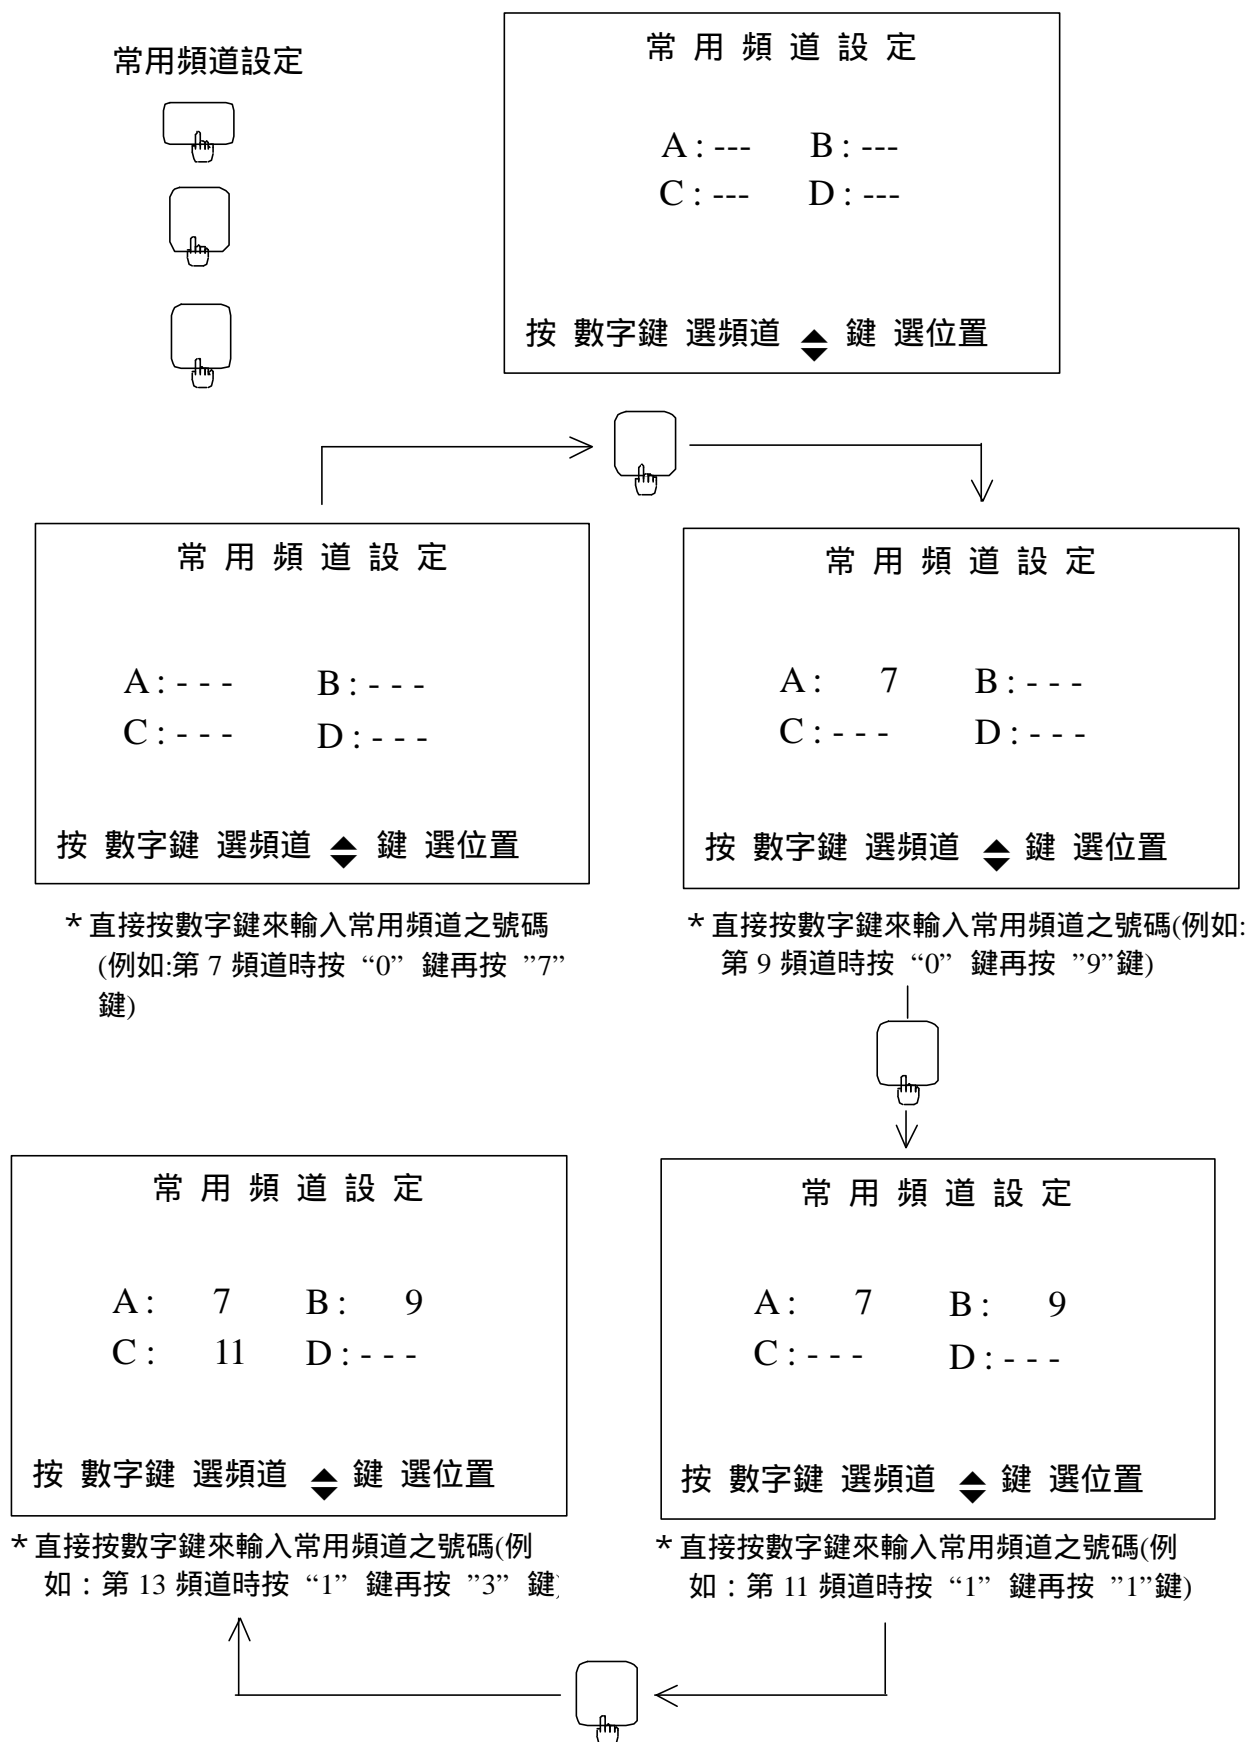 常用頻道設定
常 用 頻 道 設 定
A : --- B : ---
C : --- D : ---
按 數字鍵 選頻道 鍵 選位置
常 用 頻 道 設 定
A : - - - B : - - -
C : - - - D : - - -
按 數字鍵 選頻道 鍵 選位置
* 直接按數字鍵來輸入常用頻道之號碼
(例如:第 7 頻道時按 “0” 鍵再按 ”7”
鍵)
常 用 頻 道 設 定
A : 7 B : - - -
C : - - - D : - - -
按 數字鍵 選頻道 鍵 選位置
* 直接按數字鍵來輸入常用頻道之號碼(例如:
第 9 頻道時按 “0” 鍵再按 ”9”鍵)
常 用 頻 道 設 定
A : 7 B : 9
C : - - - D : - - -
按 數字鍵 選頻道 鍵 選位置
* 直接按數字鍵來輸入常用頻道之號碼(例
如 : 第 11 頻道時按 “1” 鍵再按 ”1”鍵)
常 用 頻 道 設 定
A : 7 B : 9
C : 11 D : - - -
按 數字鍵 選頻道 鍵 選位置
* 直接按數字鍵來輸入常用頻道之號碼(例
如 : 第 13 頻道時按 “1” 鍵再按 ”3” 鍵)